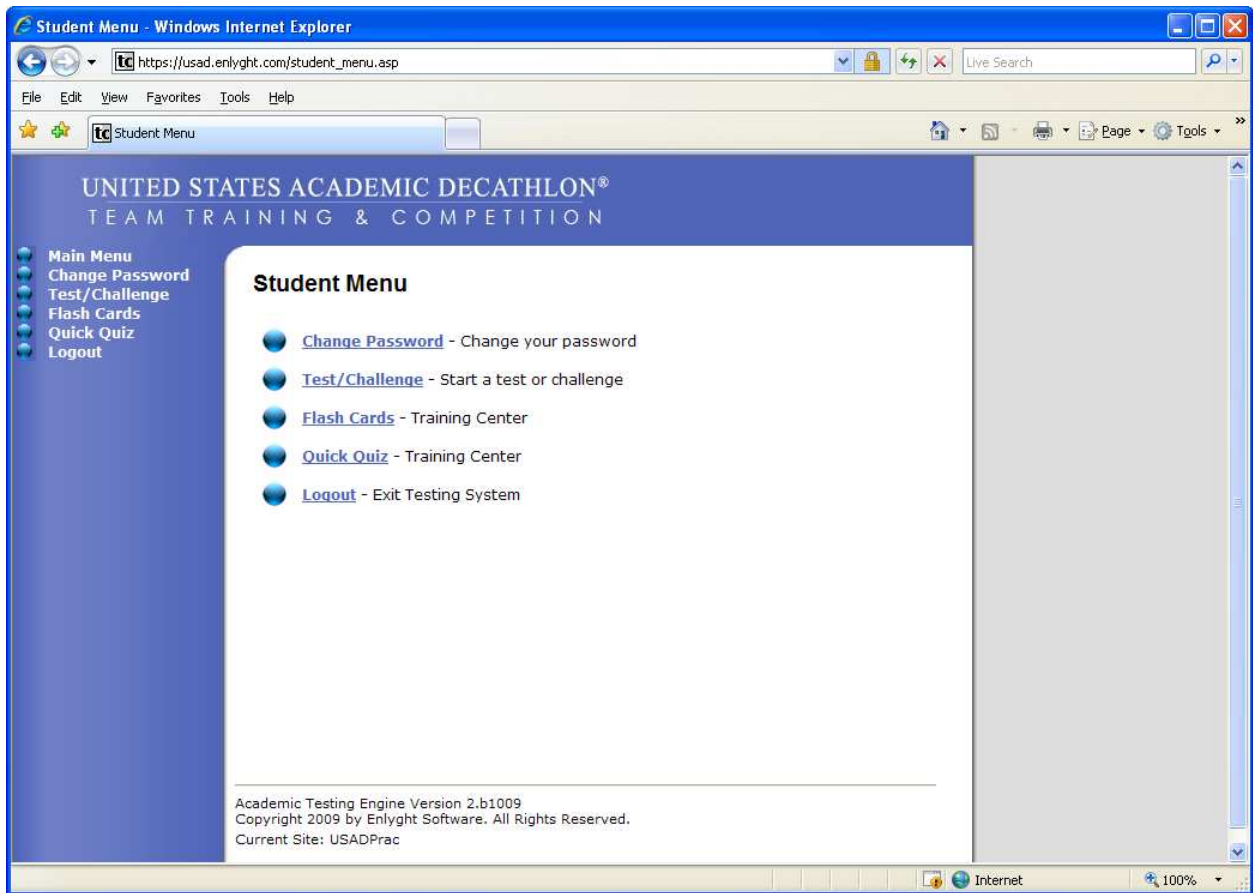 Student Menu - Windows Internet Explorer
tc https://usad.enlyght.com/student_menu.asp Live Search
File Edit View Favorites Tools Help
tc Student Menu Page Tools »
UNITED STATES ACADEMIC DECATHLON®
TEAM TRAINING & COMPETITION
Main Menu
Change Password
Test/Challenge
Flash Cards
Quick Quiz
Logout
Student Menu
Change Password - Change your password
Test/Challenge - Start a test or challenge
Flash Cards - Training Center
Quick Quiz - Training Center
Logout - Exit Testing System
Academic Testing Engine Version 2.b1009
Copyright 2009 by Enlyght Software. All Rights Reserved.
Current Site: USADPrac
Internet 100%